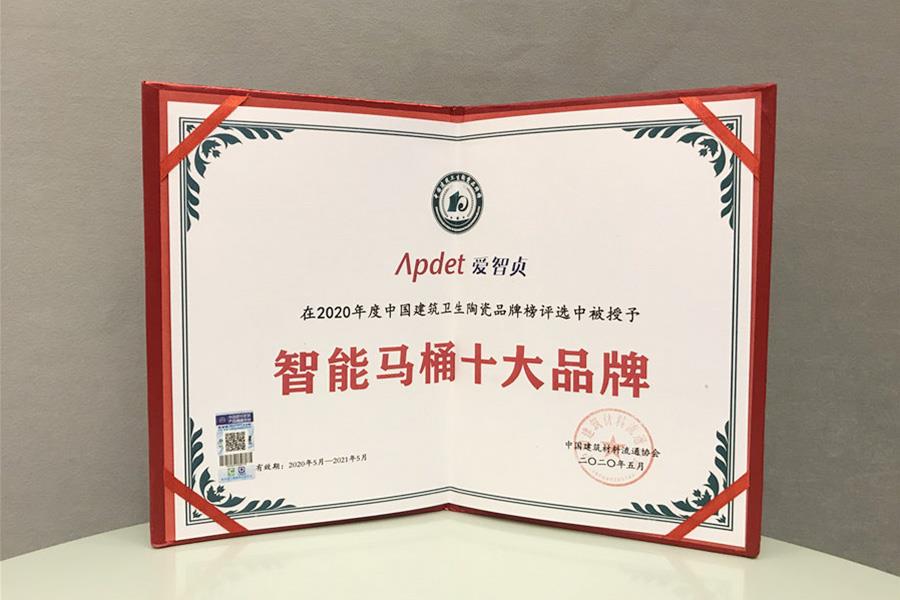 Apdet 爱智贞
在2020年度中国建筑卫生陶瓷品牌榜评选中被授予
智能马桶十大品牌
有效期：2020年5月—2021年5月
中国建筑材料流通协会
二〇二〇年五月